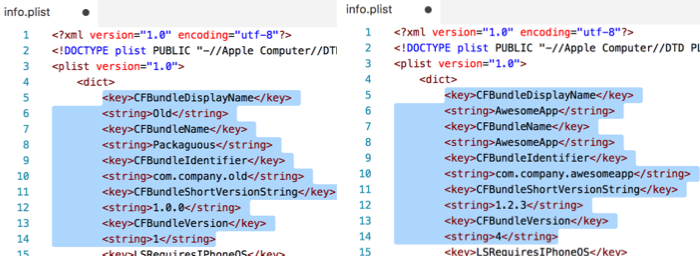 info.plist
1 <?xml version="1.0" encoding="utf-8"?>
2 <!DOCTYPE plist PUBLIC "-//Apple Computer//DTD
3 <plist version="1.0">
4 <dict>
5 <key>CFBundleDisplayName</key>
6 <string>Old</string>
7 <key>CFBundleName</key>
8 <string>Packaguous</string>
9 <key>CFBundleIdentifier</key>
10 <string>com.company.old</string>
11 <key>CFBundleShortVersionString</key>
12 <string>1.0.0</string>
13 <key>CFBundleVersion</key>
14 <string>1</string>
15 <key>LSRequiresIPhoneOS</key>
info.plist
1 <?xml version="1.0" encoding="utf-8"?>
2 <!DOCTYPE plist PUBLIC "-//Apple Computer//DTD PL
3 <plist version="1.0">
4 <dict>
5 <key>CFBundleDisplayName</key>
6 <string>AwesomeApp</string>
7 <key>CFBundleName</key>
8 <string>AwesomeApp</string>
9 <key>CFBundleIdentifier</key>
10 <string>com.company.awesomeapp</string>
11 <key>CFBundleShortVersionString</key>
12 <string>1.2.3</string>
13 <key>CFBundleVersion</key>
14 <string>4</string>
15 <key>LSRequiresIPhoneOS</key>